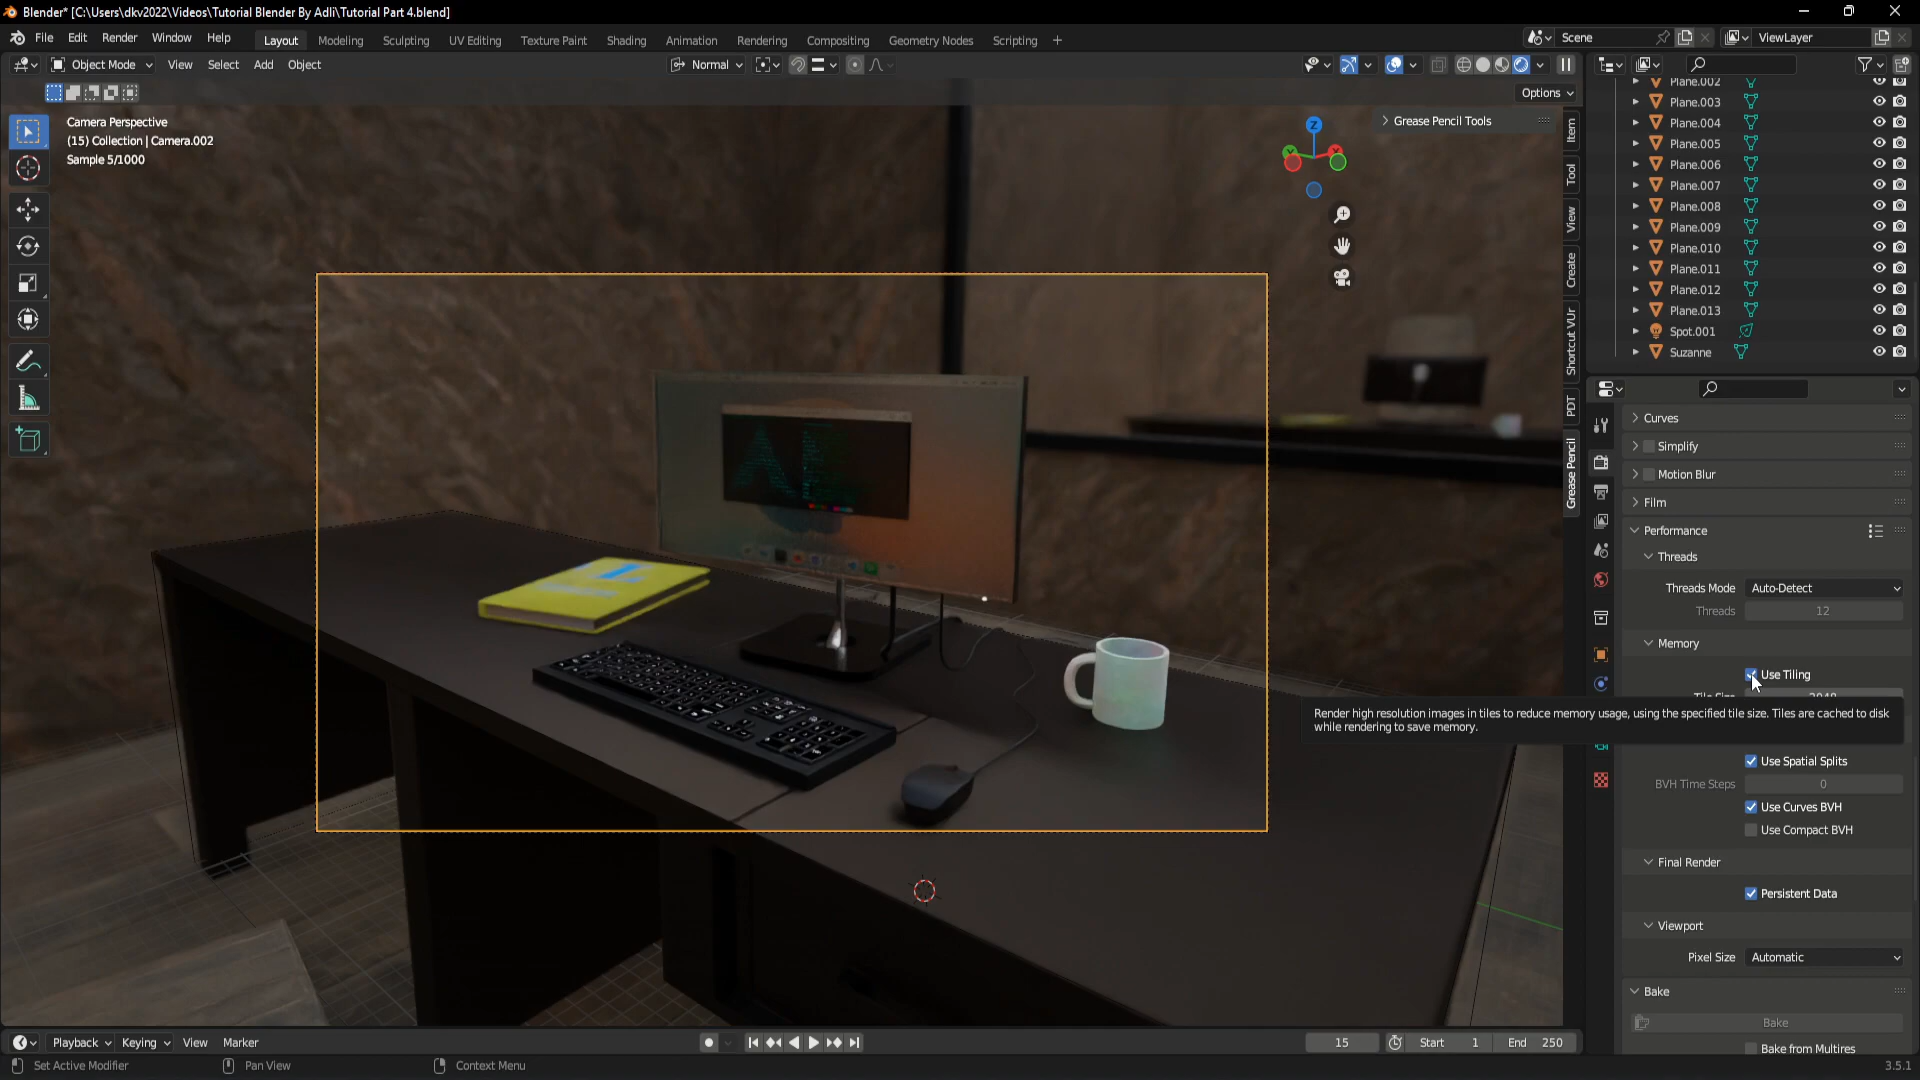 Blender* [C:\Users\dkv2022\Videos\Tutorial Blender By Adli\Tutorial Part 4.blend]
File Edit Render Window Help Layout Modeling Sculpting UV Editing Texture Paint Shading Animation Rendering Compositing Geometry Nodes Scripting + Scene ViewLayer
Object Mode View Select Add Object Normal
Options
Camera Perspective
(15) Collection | Camera.002
Sample 5/1000
Grease Pencil Tools
Z
Item
Tool
View
Create
Shortcut VUr
PDT
Grease Pencil
Plane.002
Plane.003
Plane.004
Plane.005
Plane.006
Plane.007
Plane.008
Plane.009
Plane.010
Plane.011
Plane.012
Plane.013
Spot.001
Suzanne
Curves
Simplify
Motion Blur
Film
Performance
Threads
Threads Mode Auto-Detect
Threads 12
Memory
Use Tiling
Tile Size 2048
Render high resolution images in tiles to reduce memory usage, using the specified tile size. Tiles are cached to disk
while rendering to save memory.
Use Spatial Splits
BVH Time Steps 0
Use Curves BVH
Use Compact BVH
Final Render
Persistent Data
Viewport
Pixel Size Automatic
Bake
Bake
Bake from Multires
Playback Keying View Marker 15 Start 1 End 250
Set Active Modifier Pan View Context Menu 3.5.1